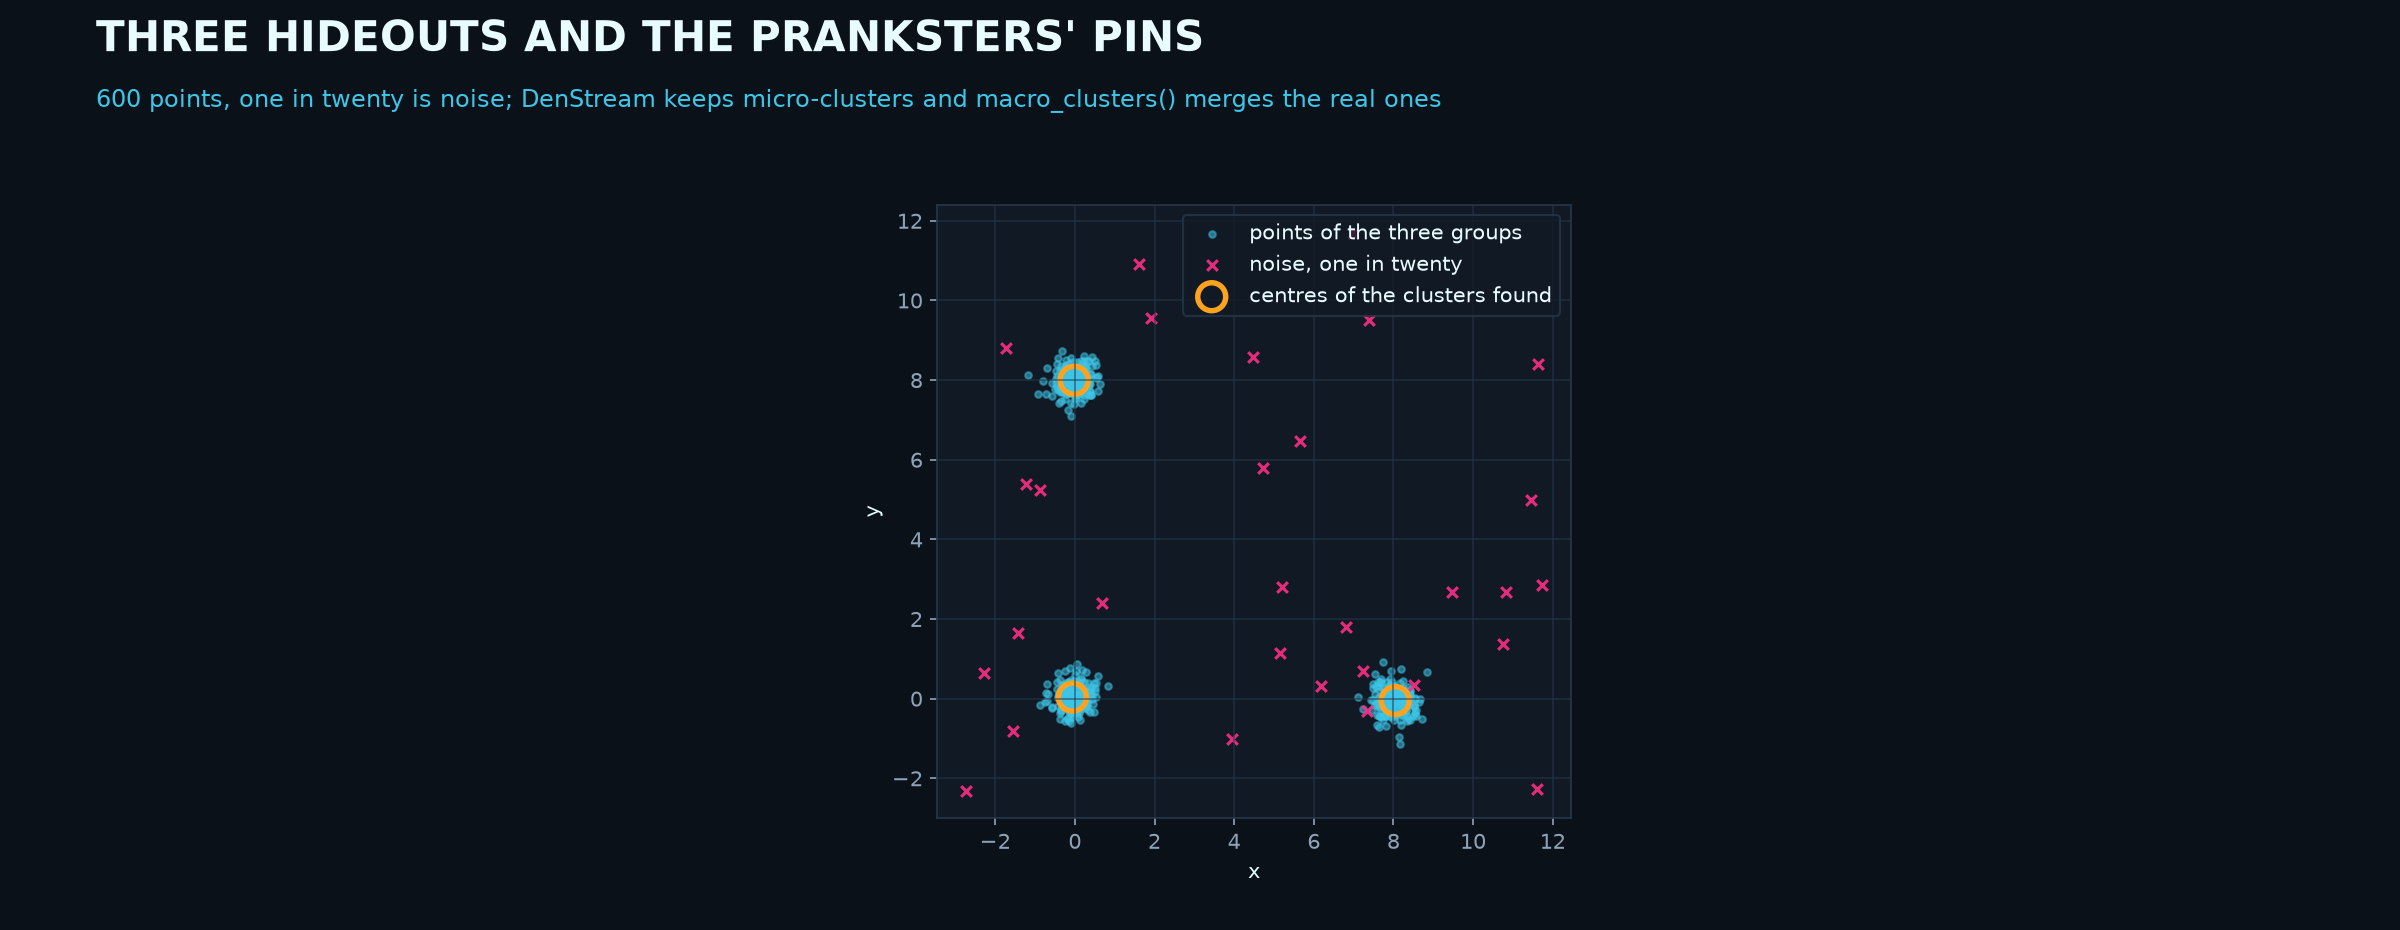 THREE HIDEOUTS AND THE PRANKSTERS' PINS
600 points, one in twenty is noise; DenStream keeps micro-clusters and macro_clusters() merges the real ones
points of the three groups
noise, one in twenty
centres of the clusters found
12
10
8
6
4
2
0
−2
y
−2 0 2 4 6 8 10 12
x